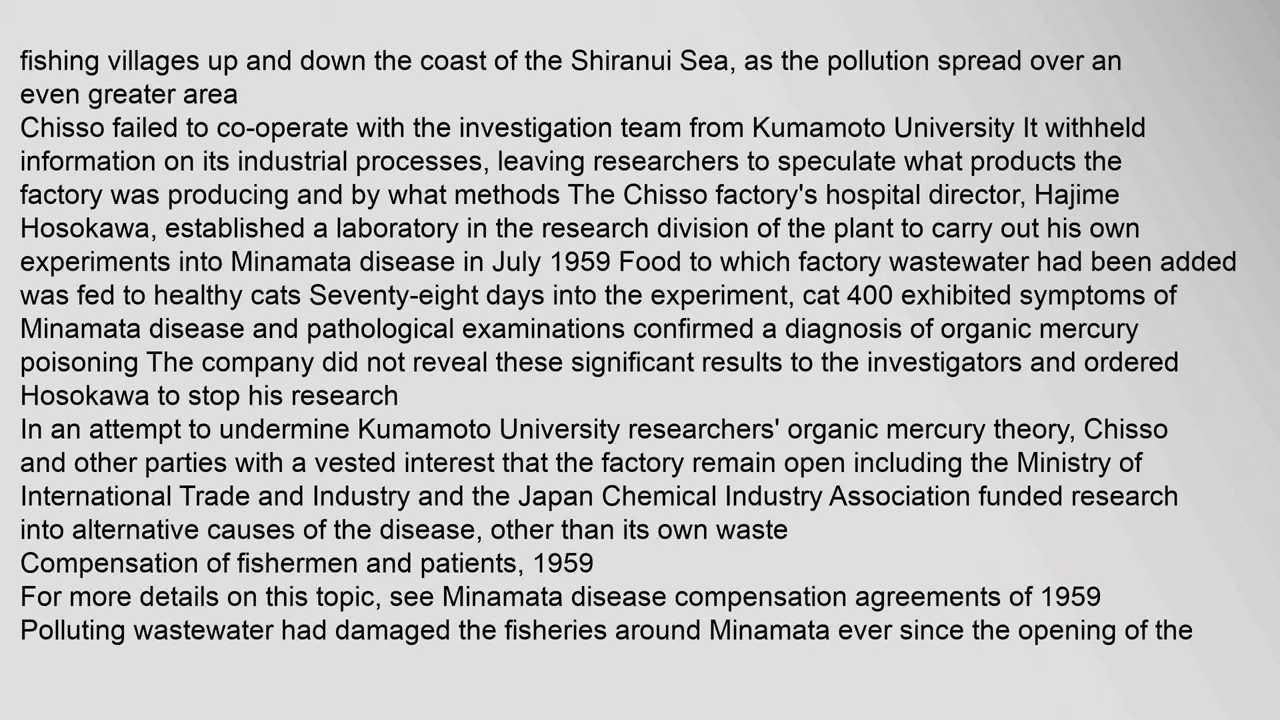 fishing villages up and down the coast of the Shiranui Sea, as the pollution spread over an
even greater area
Chisso failed to co-operate with the investigation team from Kumamoto University It withheld
information on its industrial processes, leaving researchers to speculate what products the
factory was producing and by what methods The Chisso factory's hospital director, Hajime
Hosokawa, established a laboratory in the research division of the plant to carry out his own
experiments into Minamata disease in July 1959 Food to which factory wastewater had been added
was fed to healthy cats Seventy-eight days into the experiment, cat 400 exhibited symptoms of
Minamata disease and pathological examinations confirmed a diagnosis of organic mercury
poisoning The company did not reveal these significant results to the investigators and ordered
Hosokawa to stop his research
In an attempt to undermine Kumamoto University researchers' organic mercury theory, Chisso
and other parties with a vested interest that the factory remain open including the Ministry of
International Trade and Industry and the Japan Chemical Industry Association funded research
into alternative causes of the disease, other than its own waste
Compensation of fishermen and patients, 1959
For more details on this topic, see Minamata disease compensation agreements of 1959
Polluting wastewater had damaged the fisheries around Minamata ever since the opening of the